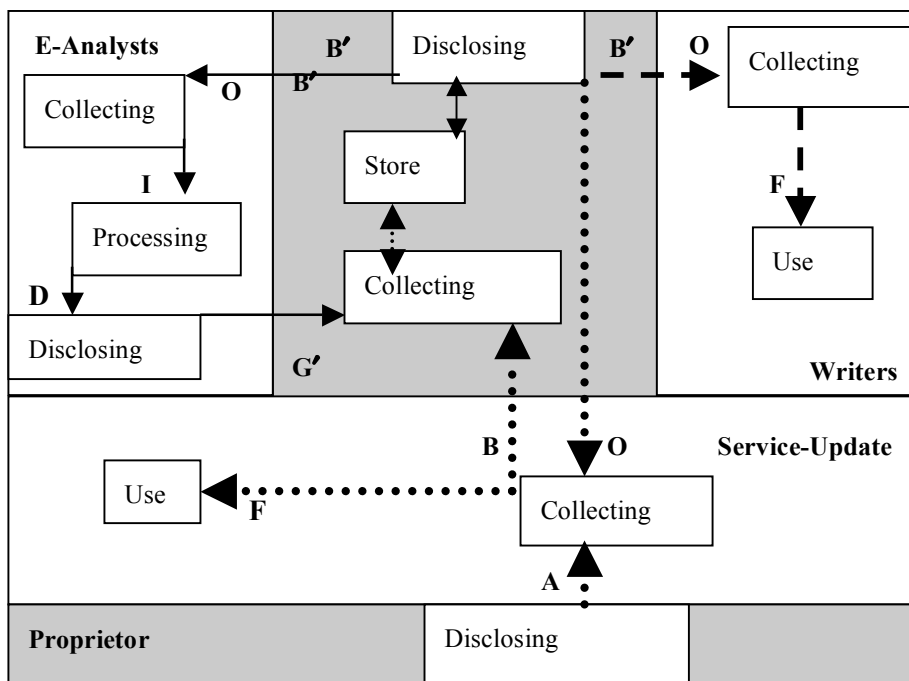 E-Analysts
B′
Disclosing
B′
O
Collecting
O
B′
Collecting
Store
I
F
Processing
Use
Collecting
D
Disclosing
G′
Writers
B
O
Service-Update
Use
F
Collecting
A
Proprietor
Disclosing